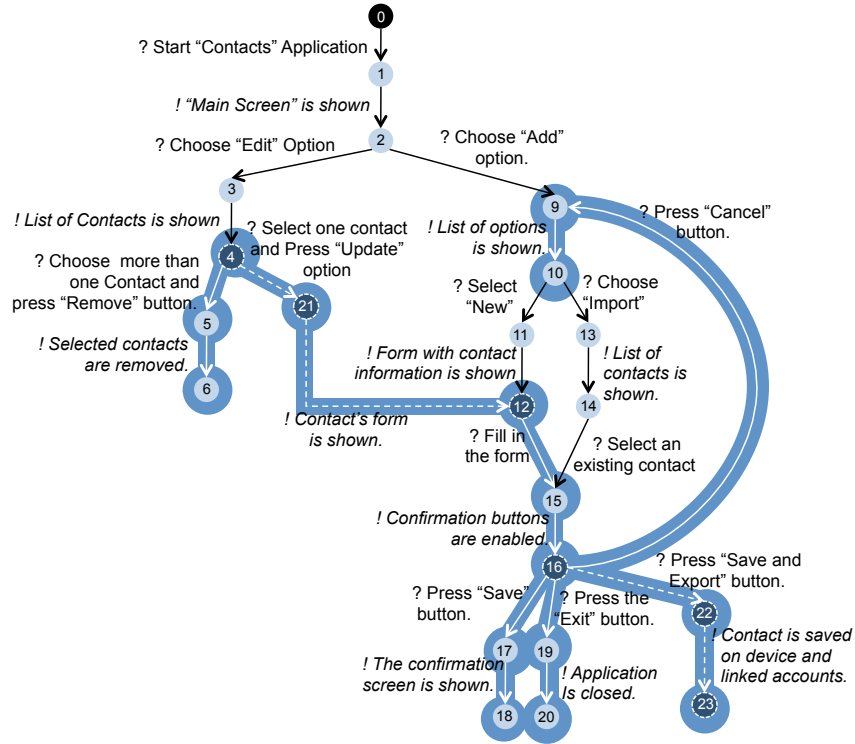 0
? Start “Contacts” Application
1
! “Main Screen” is shown
2
? Choose “Edit” Option
? Choose “Add”
option.
3
9
! List of Contacts is shown
? Select one contact
and Press “Update”
option
! List of options
is shown.
? Press “Cancel”
button.
4
? Choose more than
one Contact and
press “Remove” button.
10
21
? Select
“New”
? Choose
“Import”
5
11
13
! Selected contacts
are removed.
! Form with contact
information is shown
! List of
contacts is
shown.
6
12
14
! Contact’s form
is shown.
? Fill in
the form
? Select an
existing contact
15
! Confirmation buttons
are enabled.
16
? Press “Save and
Export” button.
? Press “Save”
button.
? Press the
“Exit” button.
22
17
19
! Contact is saved
on device and
linked accounts.
! The confirmation
screen is shown.
! Application
Is closed.
23
18
20